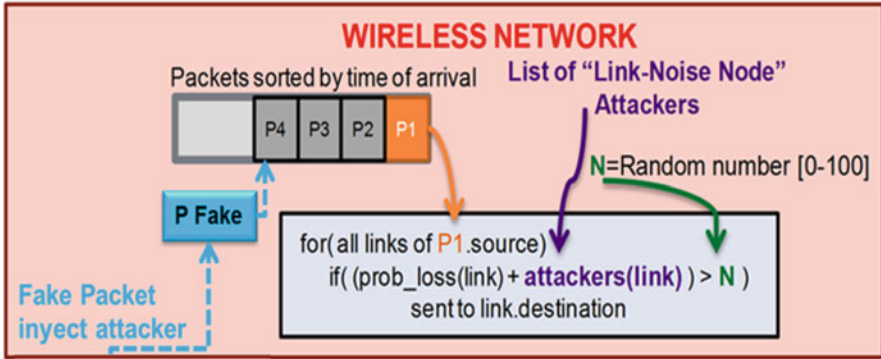 WIRELESS NETWORK
Packets sorted by time of arrival
List of “Link-Noise Node”
Attackers
P4 P3 P2 P1
N=Random number [0-100]
P Fake
for( all links of P1.source)
if( (prob_loss(link) + attackers(link) ) > N )
sent to link.destination
Fake Packet
inyect attacker